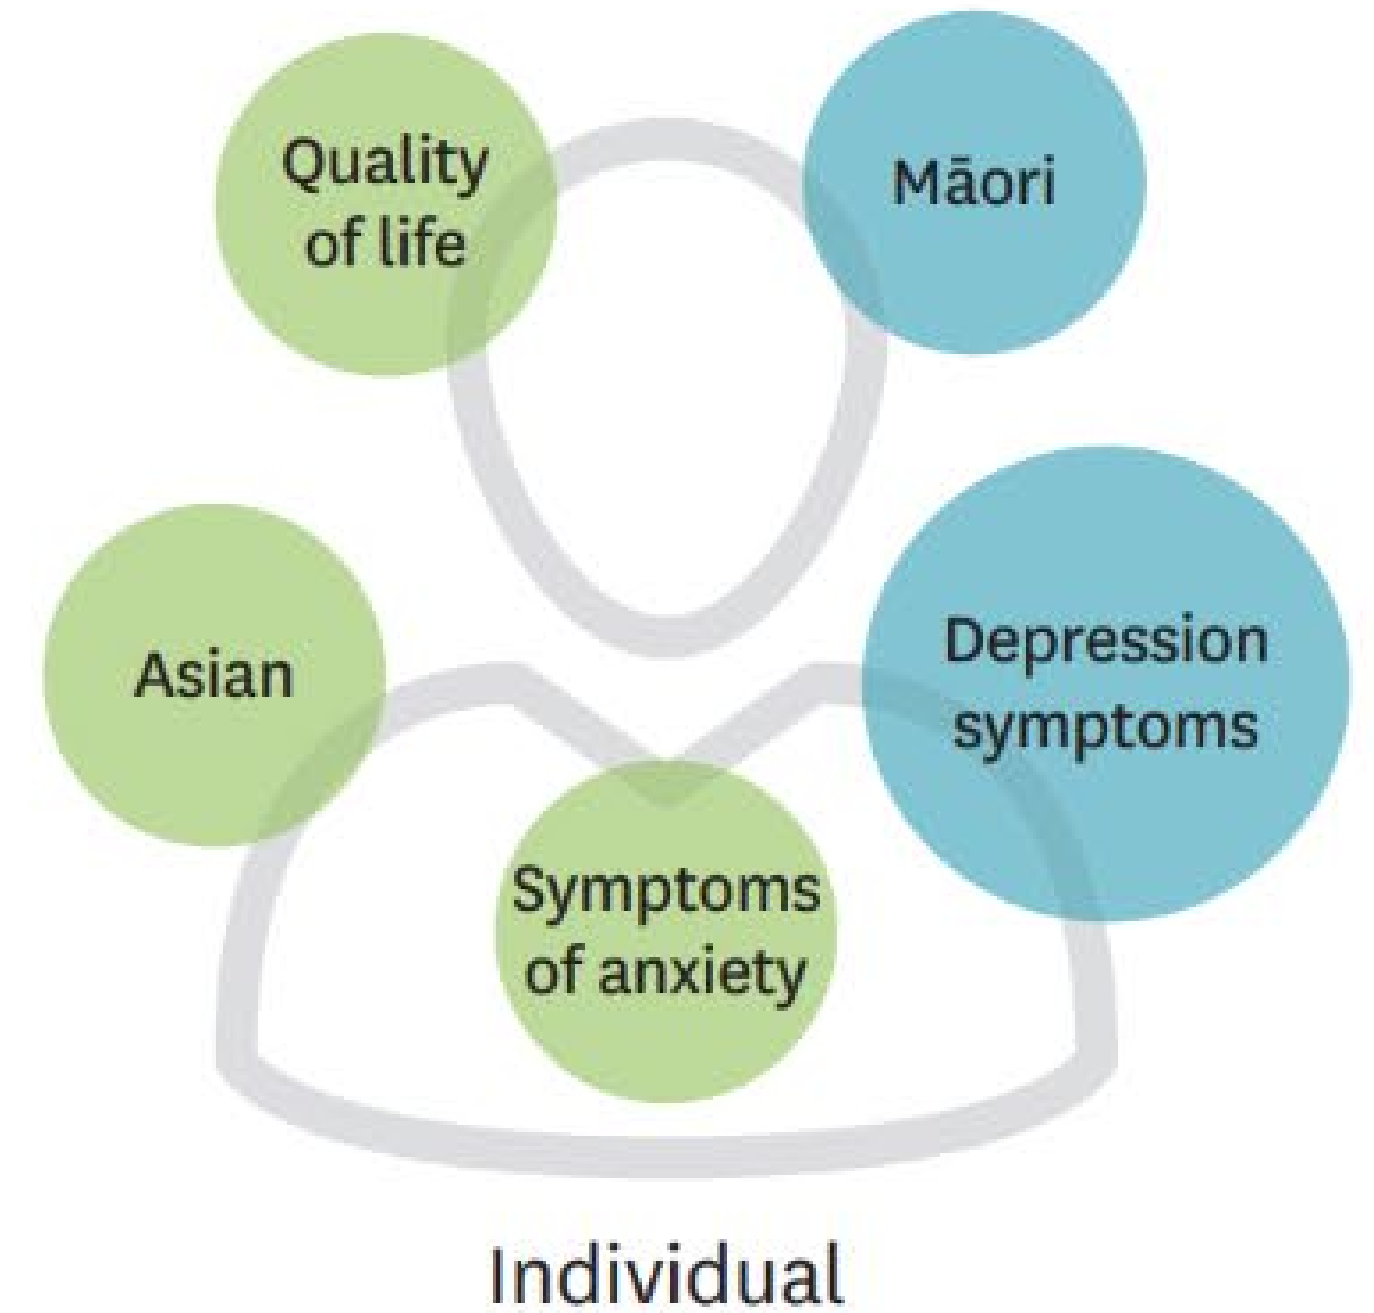 Quality
of life
Māori
Asian
Depression
symptoms
Symptoms
of anxiety
Individual